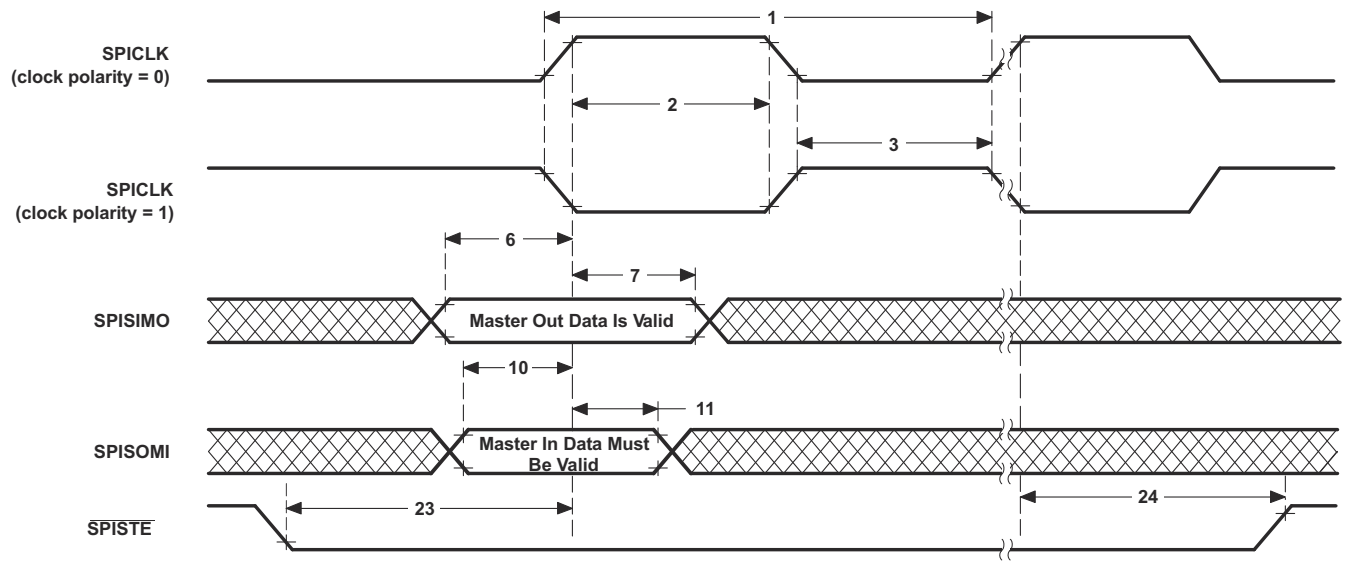 1
SPICLK
(clock polarity = 0)
2
3
SPICLK
(clock polarity = 1)
6
7
SPISIMO
Master Out Data Is Valid
10
11
SPISOMI
Master In Data Must
Be Valid
24
23
SPISTE